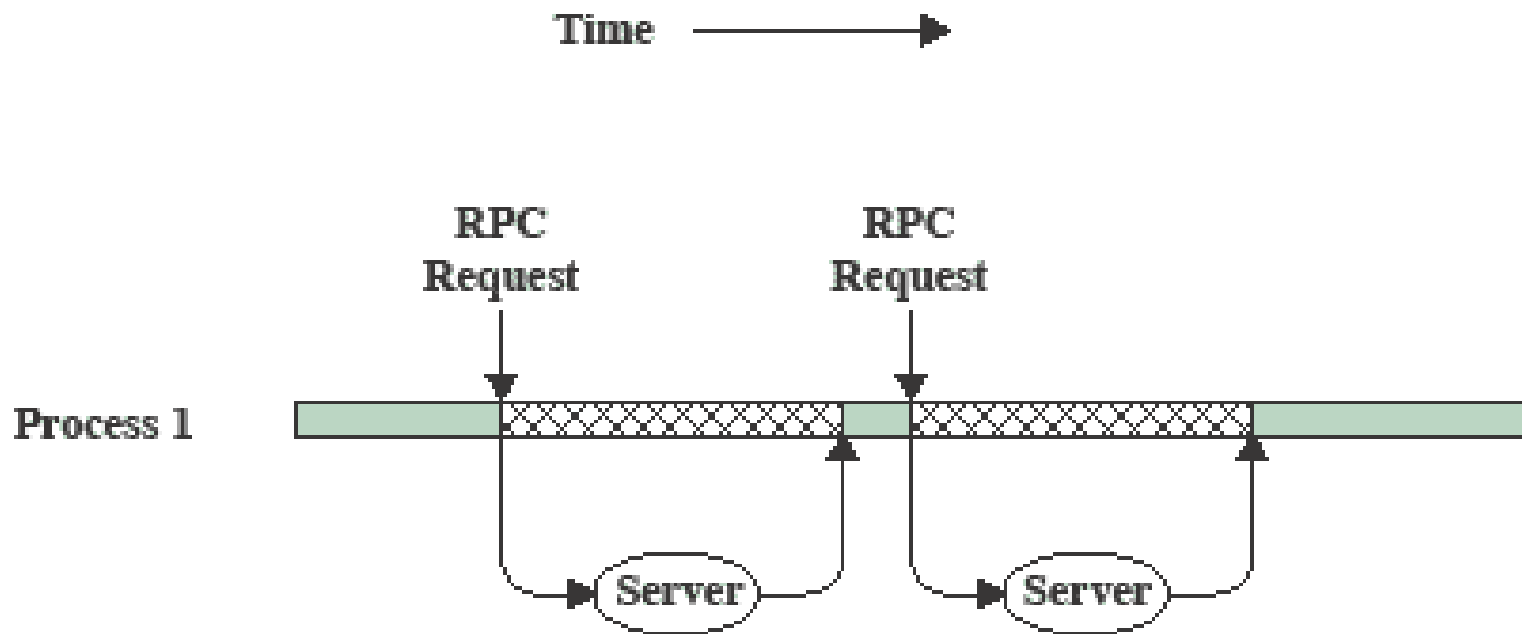 Time
RPC
Request
RPC
Request
Process 1
Server
Server